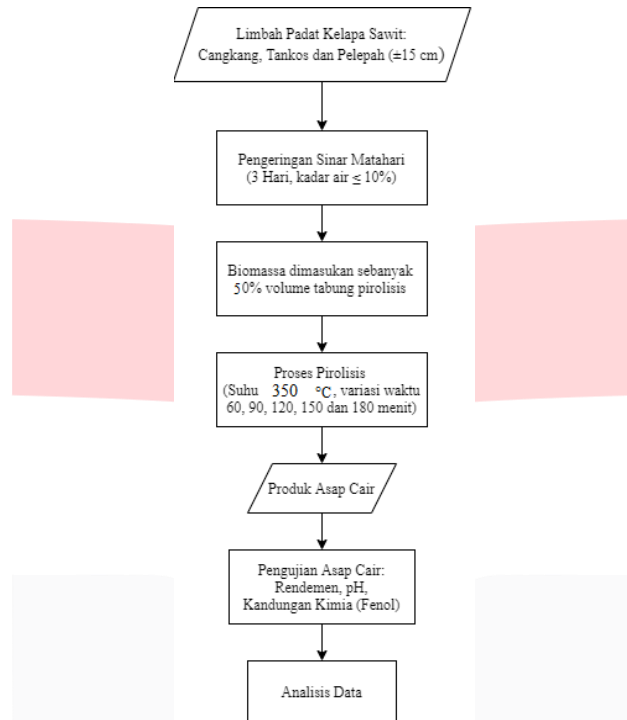 Limbah Padat Kelapa Sawit:
Cangkang, Tankos dan Pelepah (±15 cm)
Pengeringan Sinar Matahari
(3 Hari, kadar air ≤ 10%)
Biomassa dimasukan sebanyak
50% volume tabung pirolisis
Proses Pirolisis
(Suhu 350 °C, variasi waktu
60, 90, 120, 150 dan 180 menit)
Produk Asap Cair
Pengujian Asap Cair:
Rendemen, pH,
Kandungan Kimia (Fenol)
Analisis Data